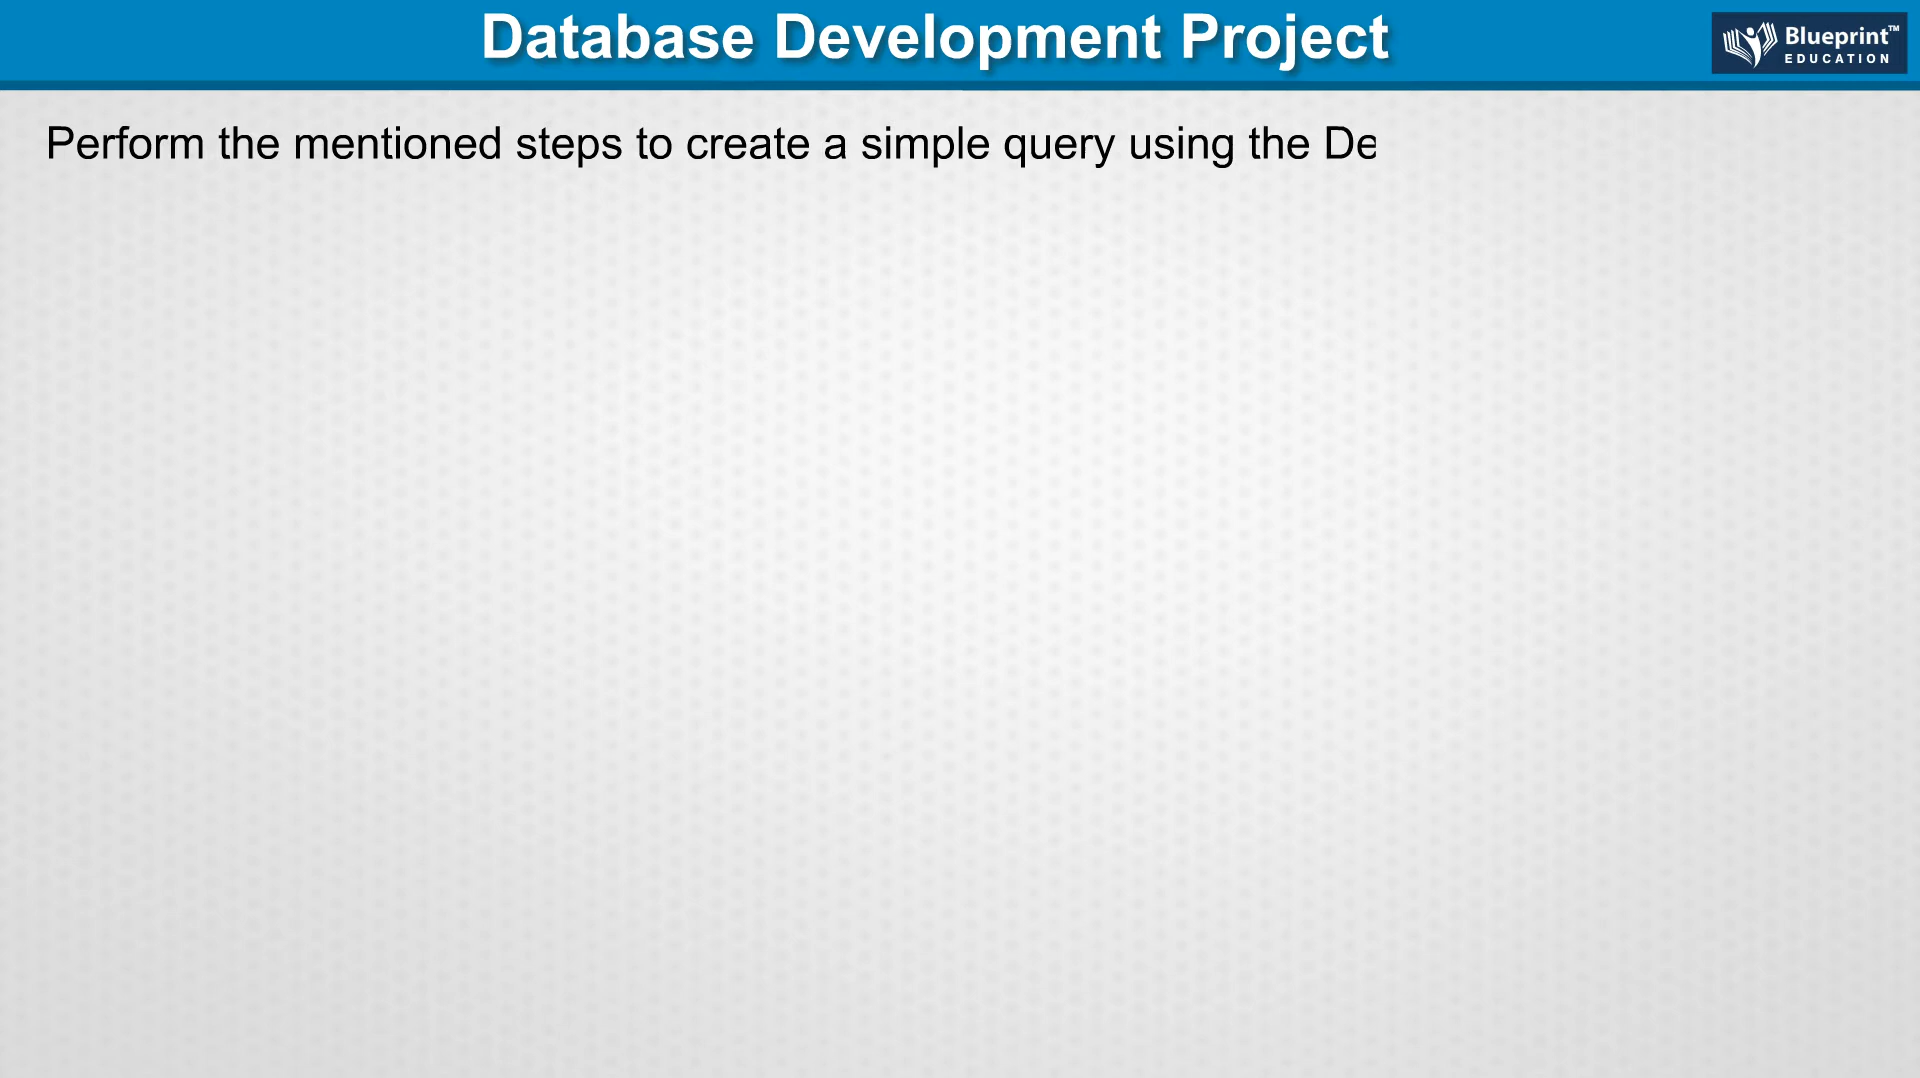 Database Development Project
Blueprint™
EDUCATION
Perform the mentioned steps to create a simple query using the De